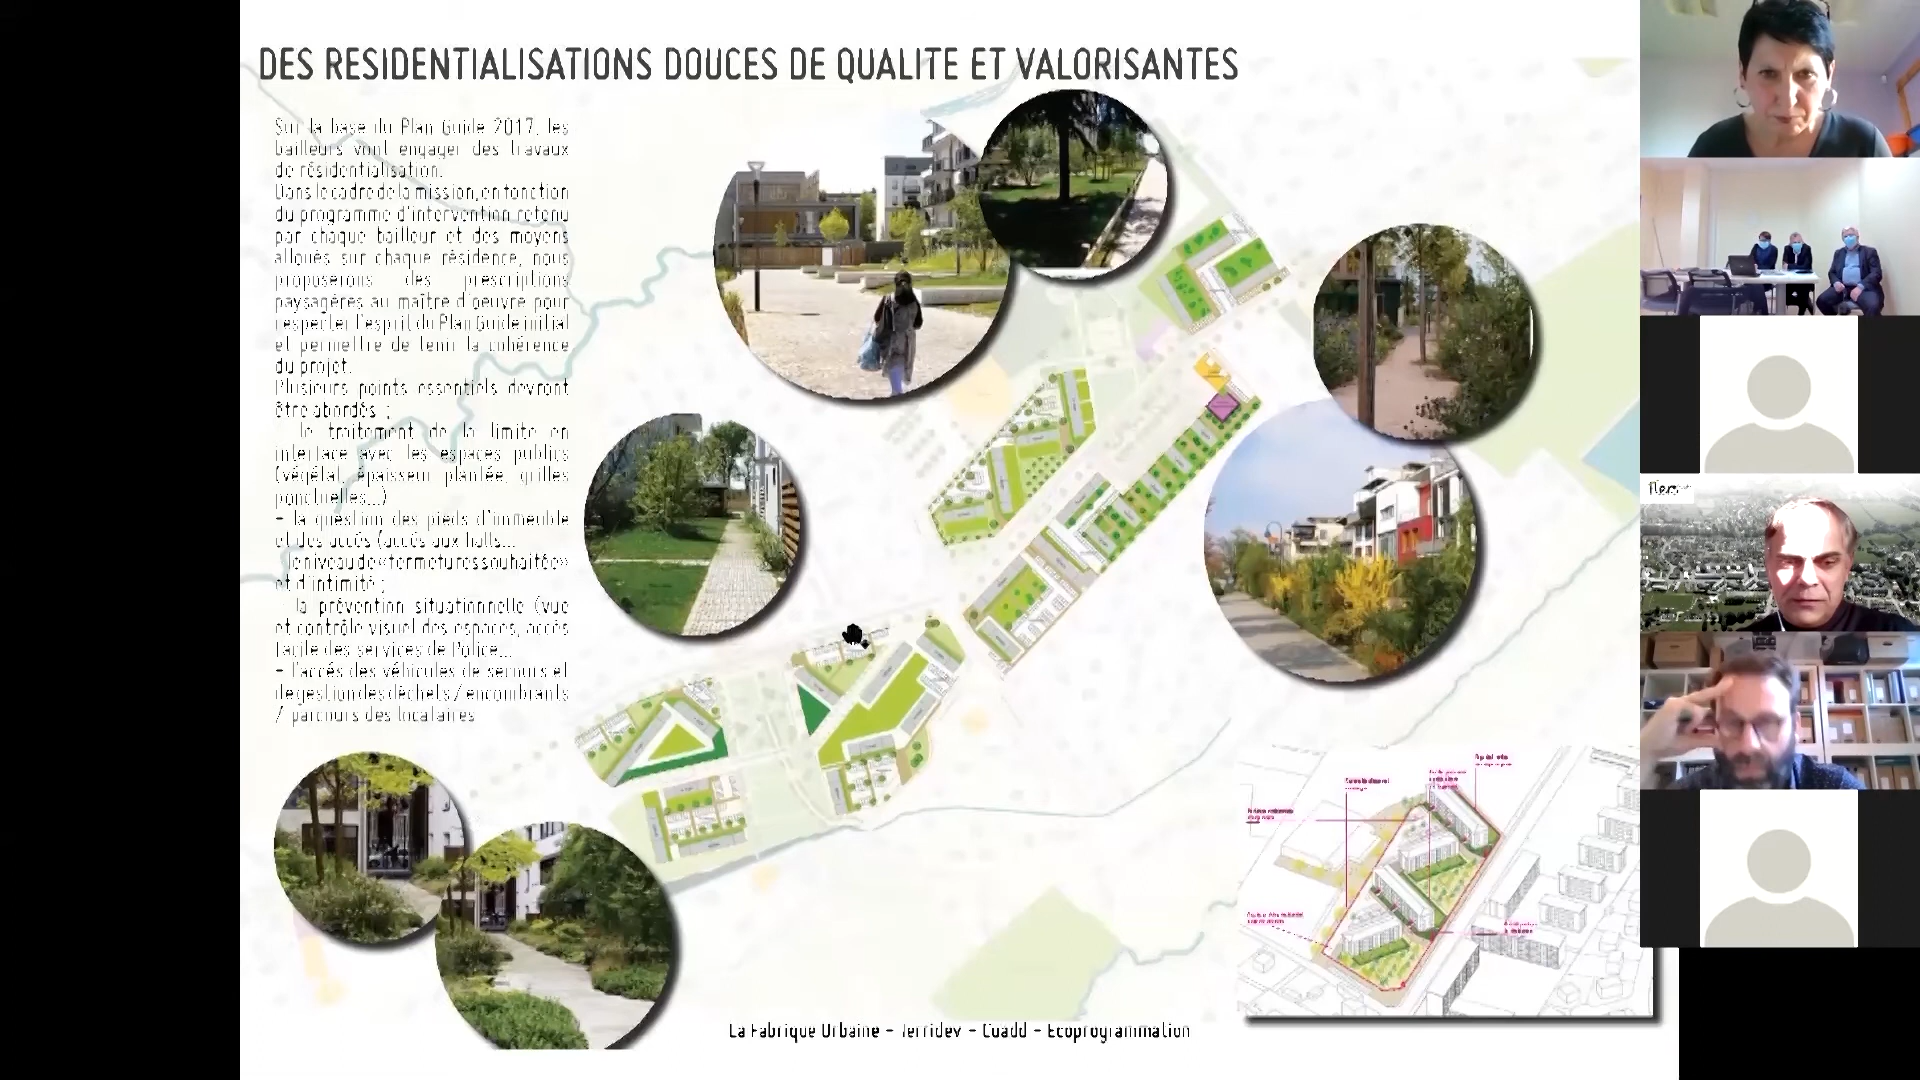 DES RESIDENTIALISATIONS DOUCES DE QUALITE ET VALORISANTES
Sur la base du Plan Guide 2017, les
bailleurs vont engager des travaux
de résidentialisation.
Dans le cadre de la mission, en fonction
du programme d'intervention retenu
par chaque bailleur et des moyens
alloués sur chaque résidence, nous
proposerons des prescriptions
paysagères au maître d'oeuvre pour
respecter l'esprit du Plan Guide initial
et permettre de tenir la cohérence
du projet.
Plusieurs points essentiels devront
être abordés :
le traitement de la limite en
interface avec les espaces publics
(végétal, épaisseur plantée, grilles
ponctuelles...)
- la question des pieds d'immeuble
et des accès (accès aux halls...
le niveau de « fermeture souhaitée »
et d'intimité ;
- la prévention situationnelle (vue
et contrôle visuel des espaces, accès
facile des services de Police...
- l'accès des véhicules de secours et
de gestion des déchets / encombrants
/ parcours des locataires
La Fabrique Urbaine - Terridev - Cuadd - Ecoprogrammation